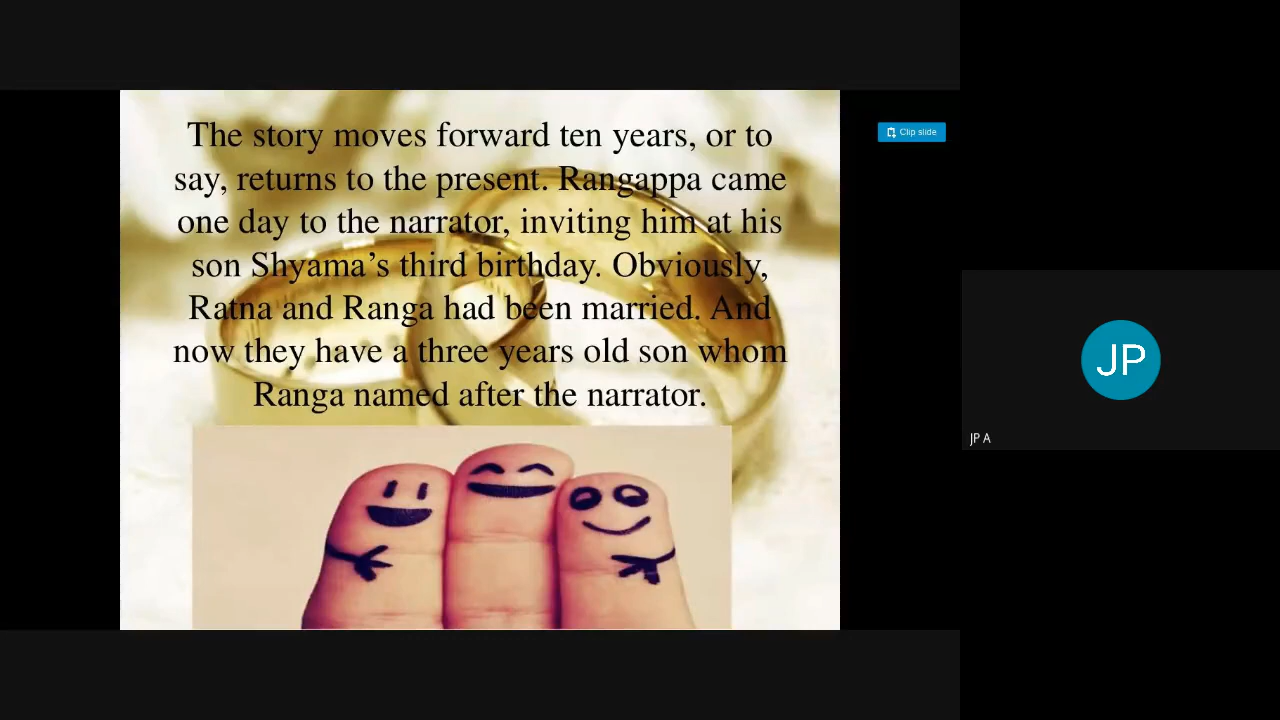 The story moves forward ten years, or to
say, returns to the present. Rangappa came
one day to the narrator, inviting him at his
son Shyama’s third birthday. Obviously,
Ratna and Ranga had been married. And
now they have a three years old son whom
Ranga named after the narrator.
Clip slide
JP
JP A